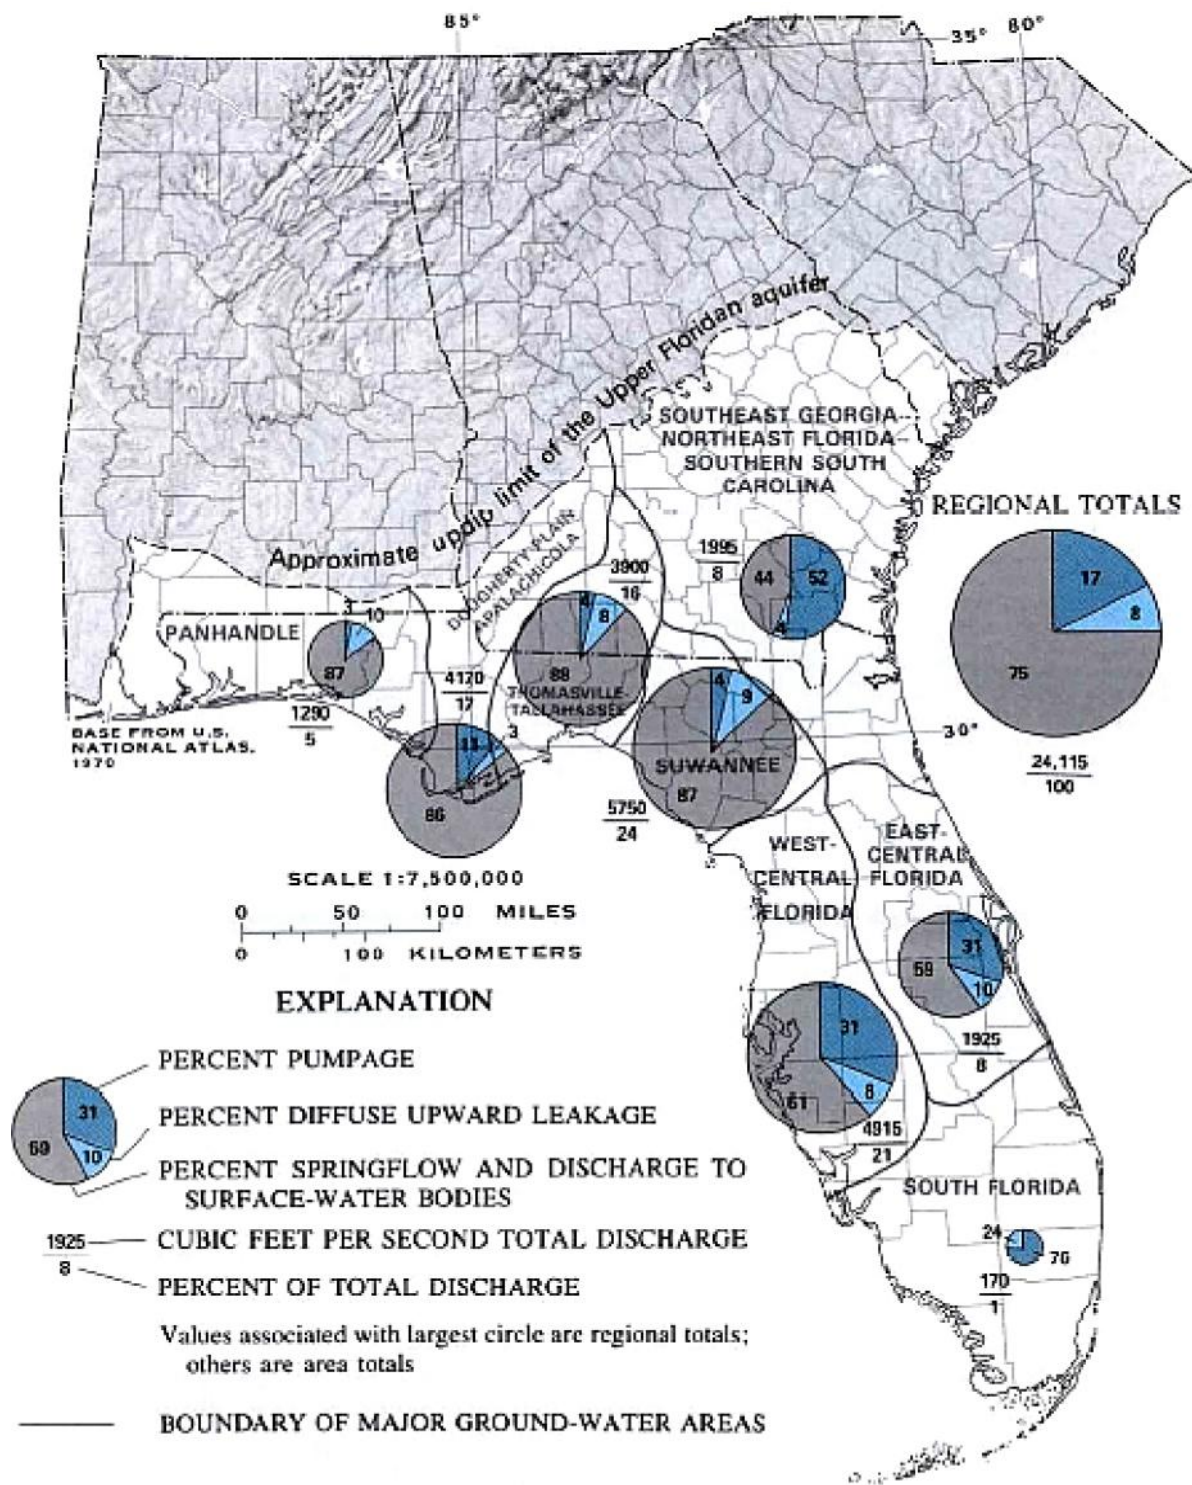 85°
35°
80°
Approximate updip limit of the Upper Floridan aquifer
SOUTHEAST GEORGIA-
NORTHEAST FLORIDA-
SOUTHERN SOUTH
CAROLINA
REGIONAL TOTALS
17
8
75
24,115
100
1995
8
44
52
4
DOUGHERTY PLAIN
APALACHICOLA
3900
16
4
8
88
THOMASVILLE-
TALLAHASSEE
PANHANDLE
3
10
87
1290
5
BASE FROM U.S.
NATIONAL ATLAS,
1970
4170
17
11
3
86
4
9
SUWANNEE
87
5750
24
30°
WEST-
CENTRAL
FLORIDA
EAST-
CENTRAL
FLORIDA
31
10
59
1925
8
31
8
61
4915
21
SOUTH FLORIDA
24
76
170
1
SCALE 1:7,500,000
0 50 100 MILES
0 100 KILOMETERS
EXPLANATION
PERCENT PUMPAGE
31
59
10
PERCENT DIFFUSE UPWARD LEAKAGE
PERCENT SPRINGFLOW AND DISCHARGE TO
SURFACE-WATER BODIES
1925
CUBIC FEET PER SECOND TOTAL DISCHARGE
8
PERCENT OF TOTAL DISCHARGE
Values associated with largest circle are regional totals;
others are area totals
BOUNDARY OF MAJOR GROUND-WATER AREAS